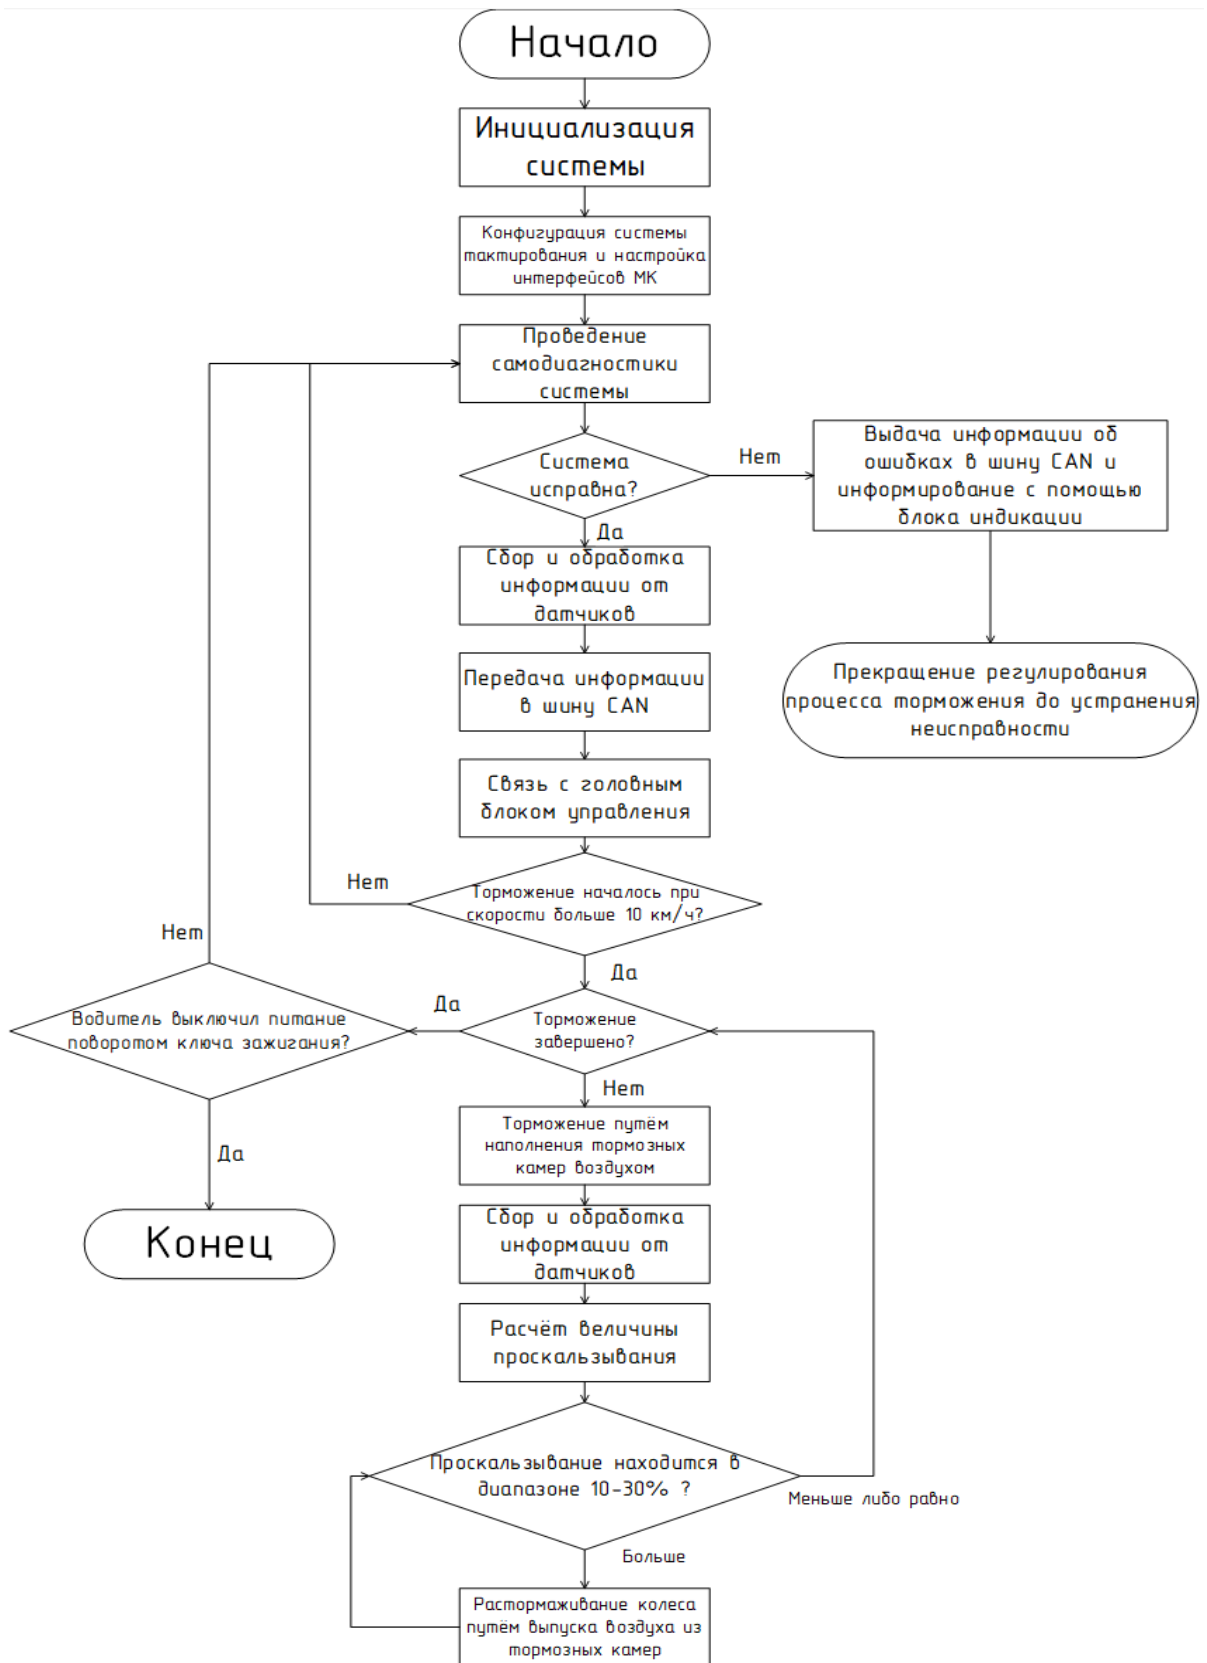 Начало
Инициализация
системы
Конфигурация системы
тактирования и настройка
интерфейсов МК
Проведение
самодиагностики
системы
Система
исправна?
Нет
Выдача информации об
ошибках в шину CAN и
информирование с помощью
блока индикации
Да
Сбор и обработка
информации от
датчиков
Передача информации
в шину CAN
Прекращение регулирования
процесса торможения до устранения
неисправности
Связь с головным
блоком управления
Нет
Торможение началось при
скорости больше 10 км/ч?
Нет
Да
Водитель выключил питание
поворотом ключа зажигания?
Да
Торможение
завершено?
Нет
Торможение путём
наполнения тормозных
камер воздухом
Да
Конец
Сбор и обработка
информации от
датчиков
Расчёт величины
проскальзывания
Проскальзывание находится в
диапазоне 10-30% ?
Меньше либо равно
Больше
Растормаживание колеса
путём выпуска воздуха из
тормозных камер